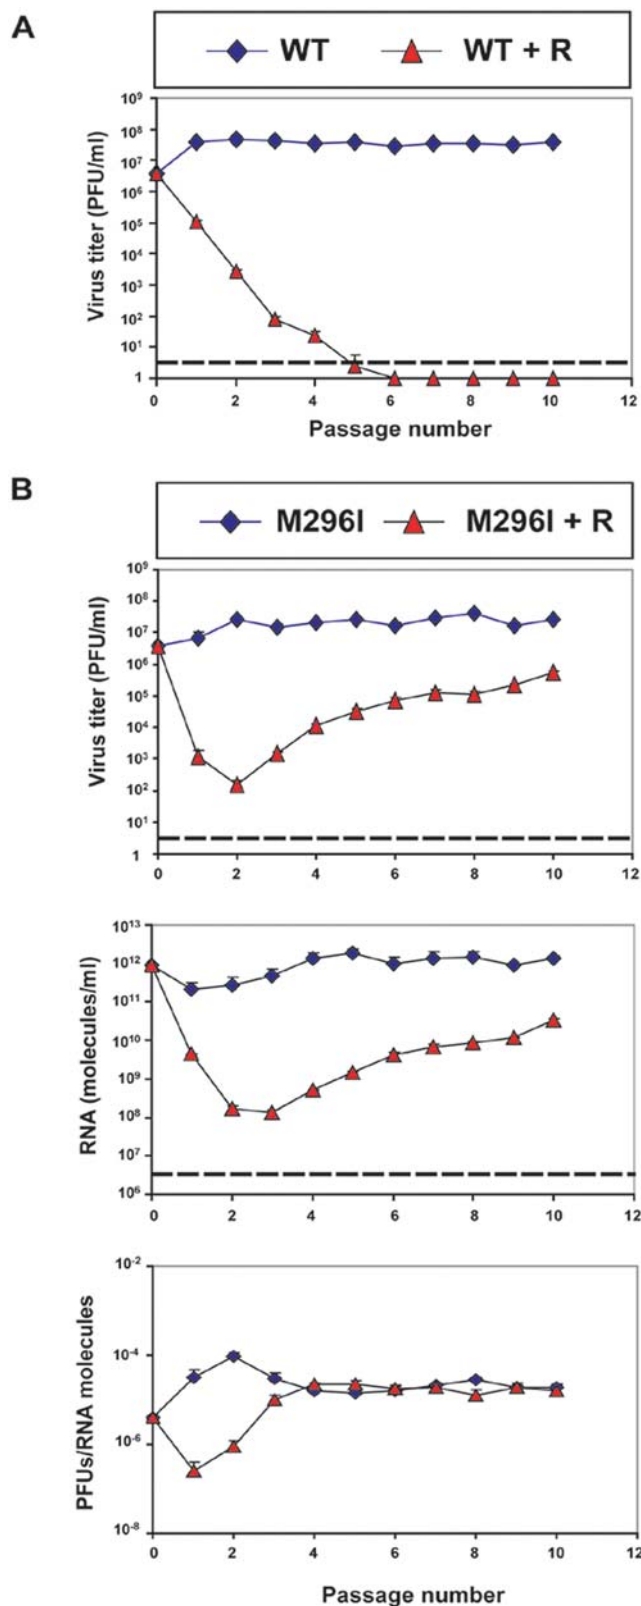 A
WT WT + R
Virus titer (PFU/ml)
10⁹
10⁸
10⁷
10⁶
10⁵
10⁴
10³
10²
10¹
1
0 2 4 6 8 10 12
Passage number
B
M296I M296I + R
Virus titer (PFU/ml)
10⁹
10⁸
10⁷
10⁶
10⁵
10⁴
10³
10²
10¹
1
0 2 4 6 8 10 12
RNA (molecules/ml)
10¹³
10¹²
10¹¹
10¹⁰
10⁹
10⁸
10⁷
10⁶
0 2 4 6 8 10 12
PFUs/RNA molecules
10⁻²
10⁻⁴
10⁻⁶
10⁻⁸
0 2 4 6 8 10 12
Passage number